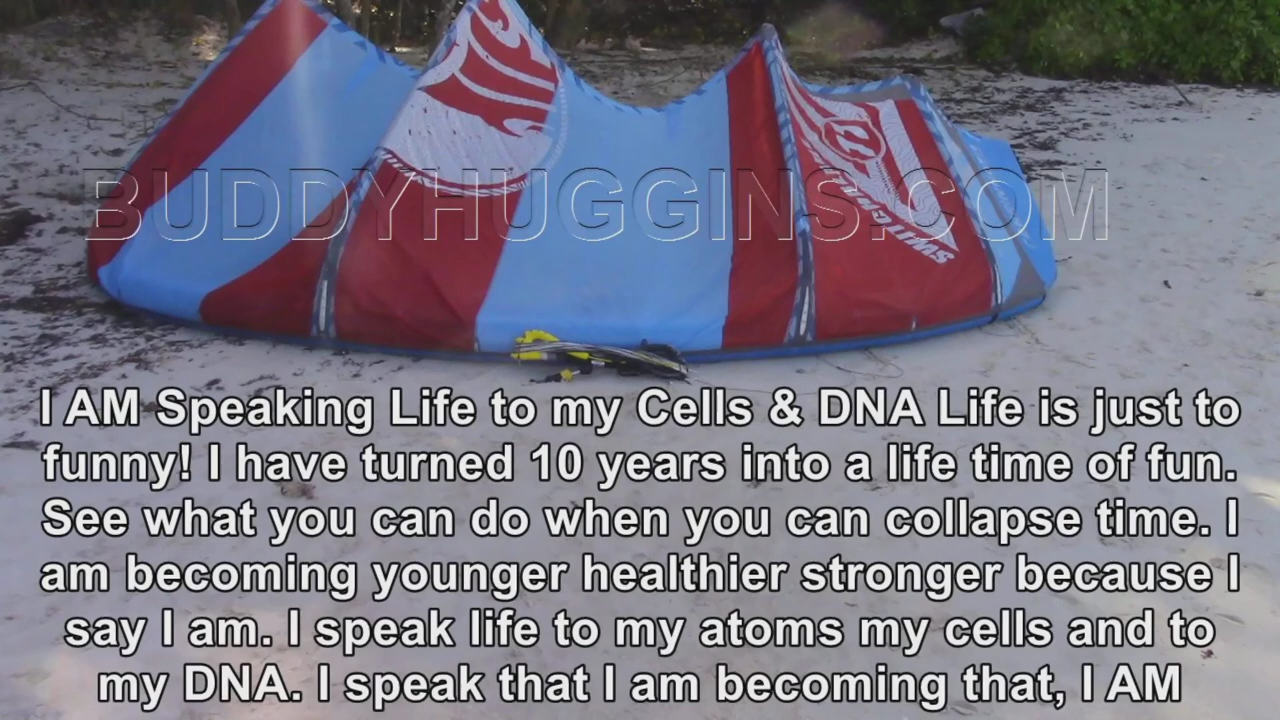 BUDDYHUGGINS.COM
I AM Speaking Life to my Cells & DNA Life is just to
funny! I have turned 10 years into a life time of fun.
See what you can do when you can collapse time. I
am becoming younger healthier stronger because I
say I am. I speak life to my atoms my cells and to
my DNA. I speak that I am becoming that, I AM